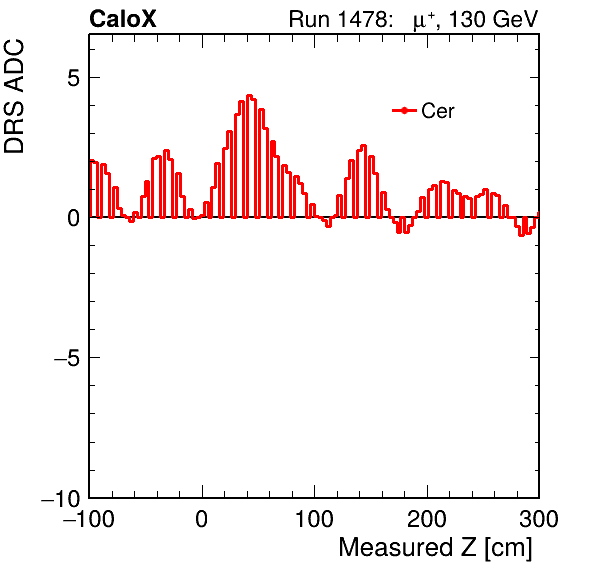 CaloX Run 1478: μ⁺, 130 GeV
DRS ADC
Cer
5
0
−5
−10
−100 0 100 200 300
Measured Z [cm]